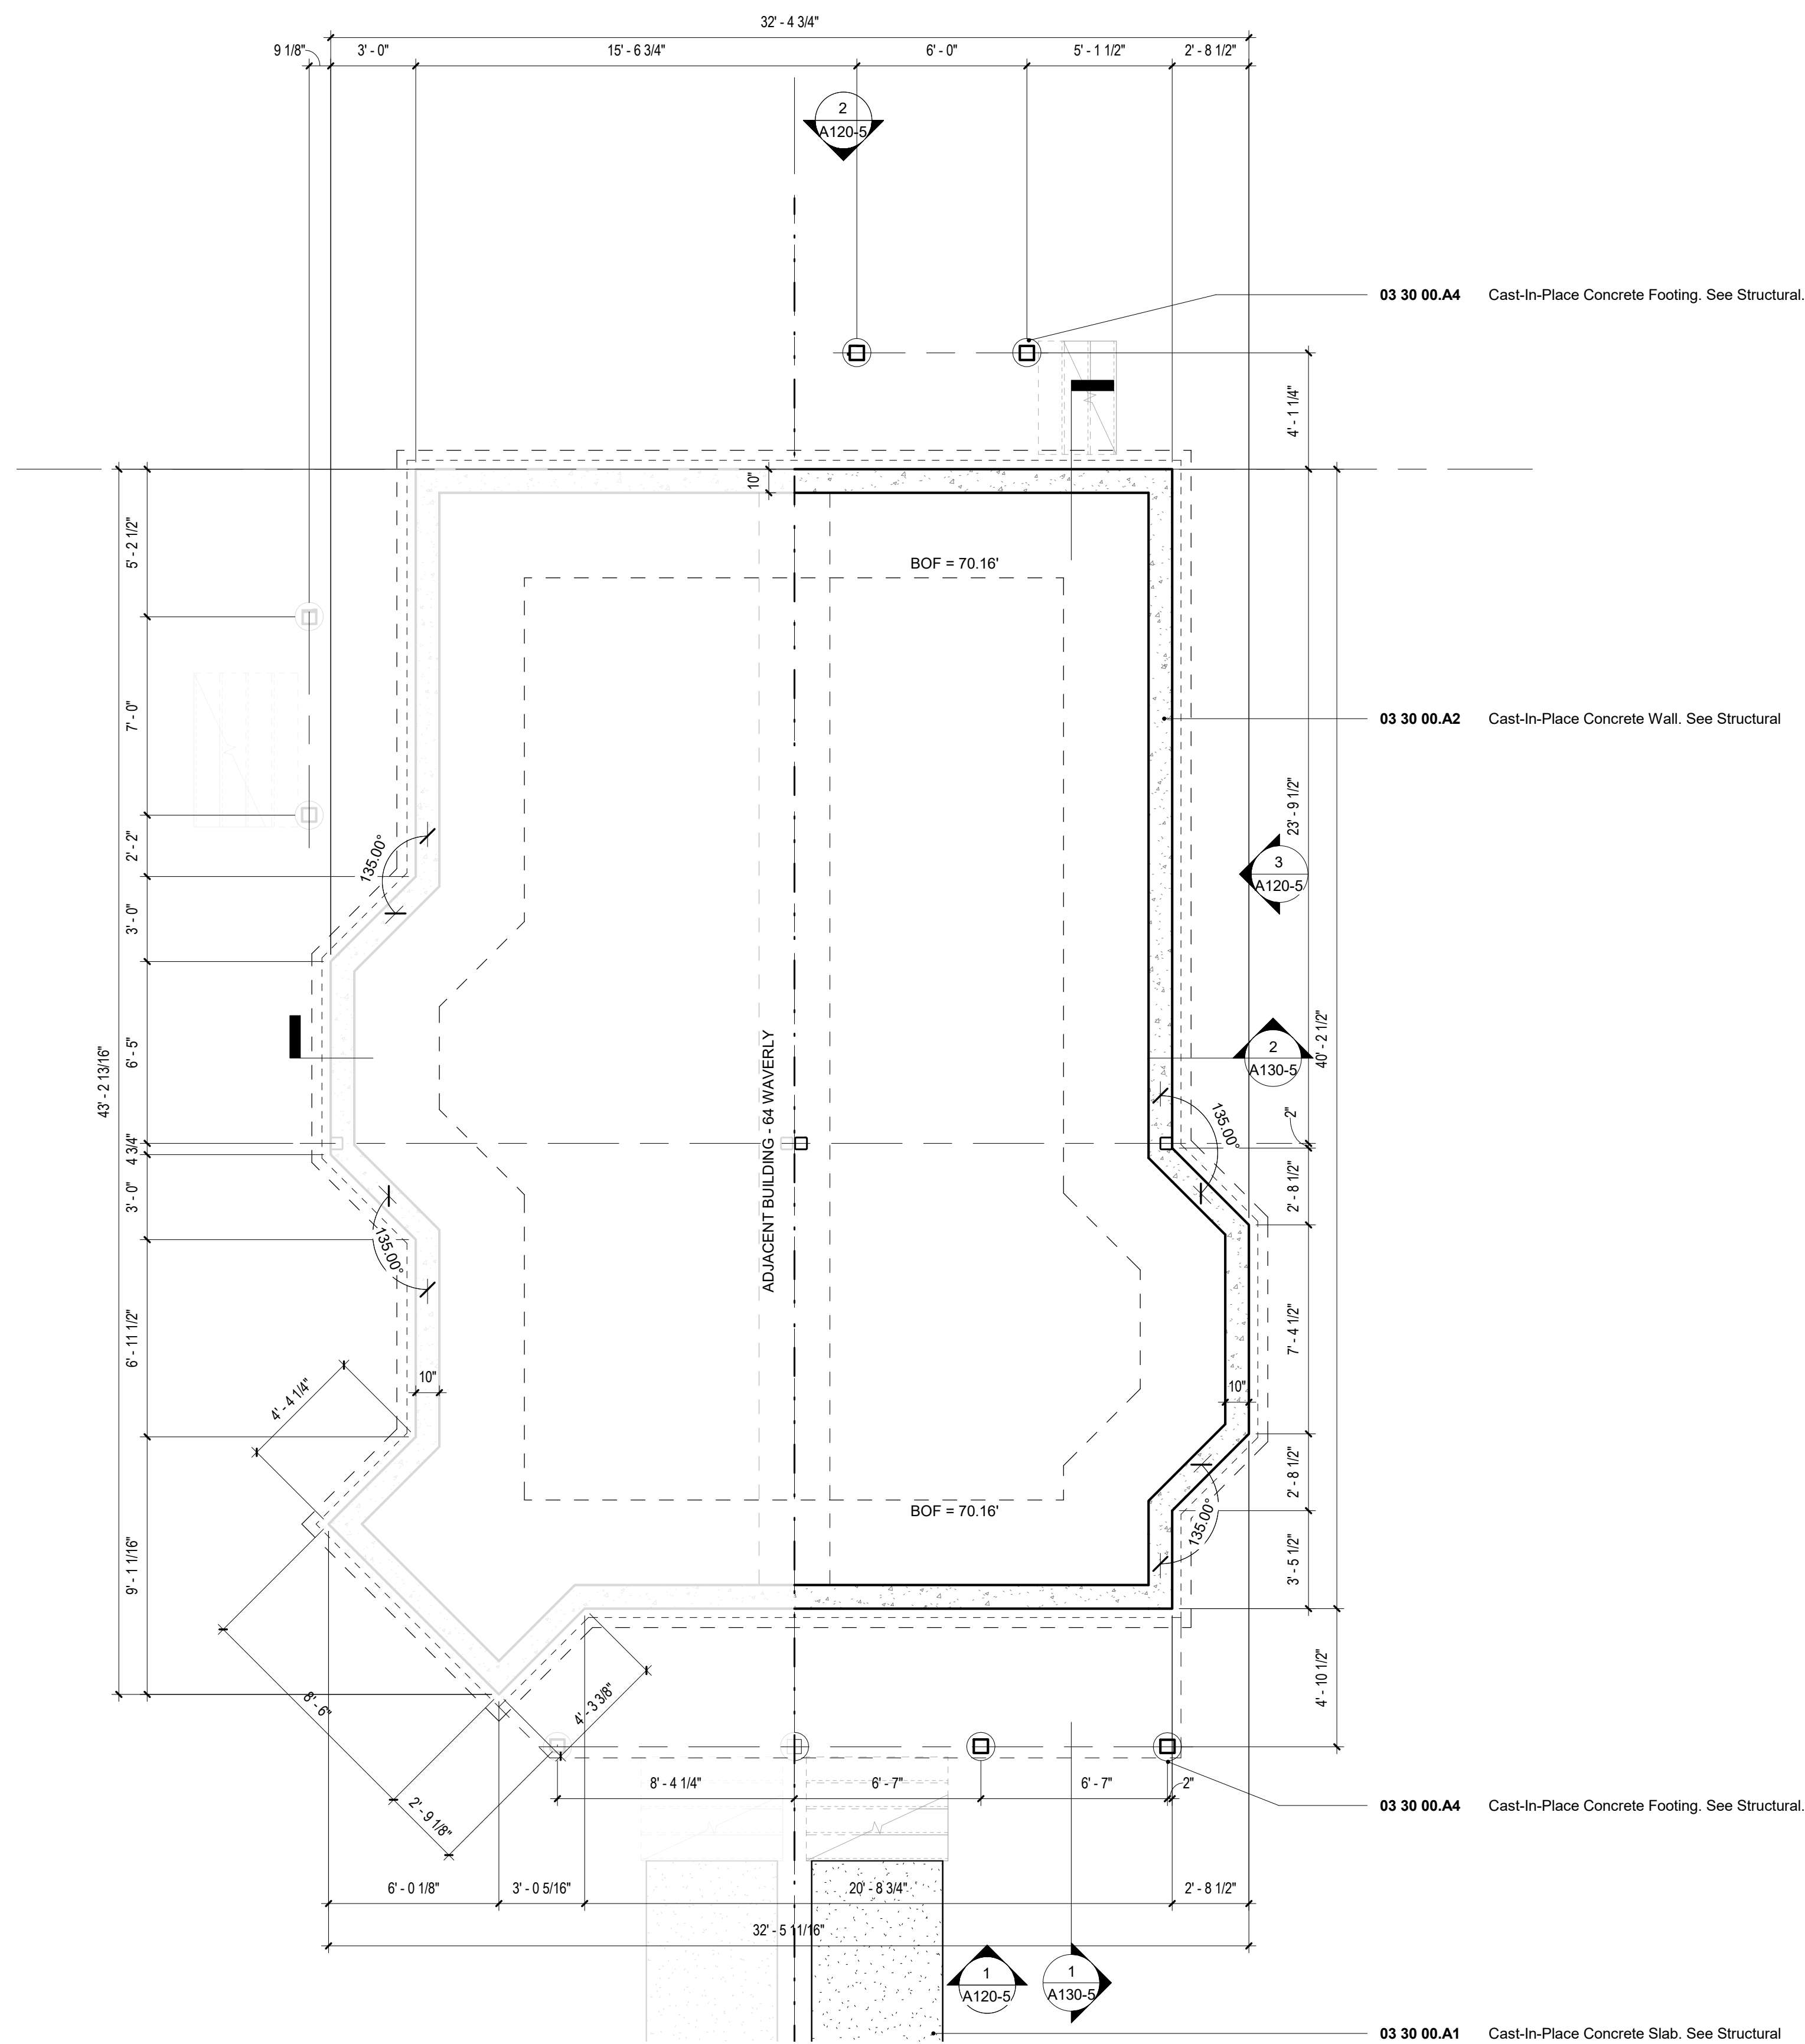 32' - 4 3/4"
9 1/8"
3' - 0"
15' - 6 3/4"
6' - 0"
5' - 1 1/2"
2' - 8 1/2"
2
A120-5
03 30 00.A4 Cast-In-Place Concrete Footing. See Structural.
4' - 1 1/4"
10"
5' - 2 1/2"
BOF = 70.16'
7' - 0"
03 30 00.A2 Cast-In-Place Concrete Wall. See Structural
23' - 9 1/2"
2' - 2"
135.00°
3
A120-5
3' - 0"
43' - 2 13/16"
6' - 5"
40' - 2 1/2"
2
A130-5
ADJACENT BUILDING - 64 WAVERLY
135.00°
2"
4 3/4"
3' - 0"
2' - 8 1/2"
135.00°
6' - 11 1/2"
7' - 4 1/2"
10"
10"
4' - 4 1/4"
2' - 8 1/2"
BOF = 70.16'
135.00°
9' - 1 1/16"
3' - 5 1/2"
4' - 10 1/2"
8' - 6"
4' - 3 3/8"
8' - 4 1/4"
6' - 7"
6' - 7"
2"
03 30 00.A4 Cast-In-Place Concrete Footing. See Structural.
2' - 9 1/8"
6' - 0 1/8"
3' - 0 5/16"
20' - 8 3/4"
2' - 8 1/2"
32' - 5 11/16"
1
A120-5
1
A130-5
03 30 00.A1 Cast-In-Place Concrete Slab. See Structural